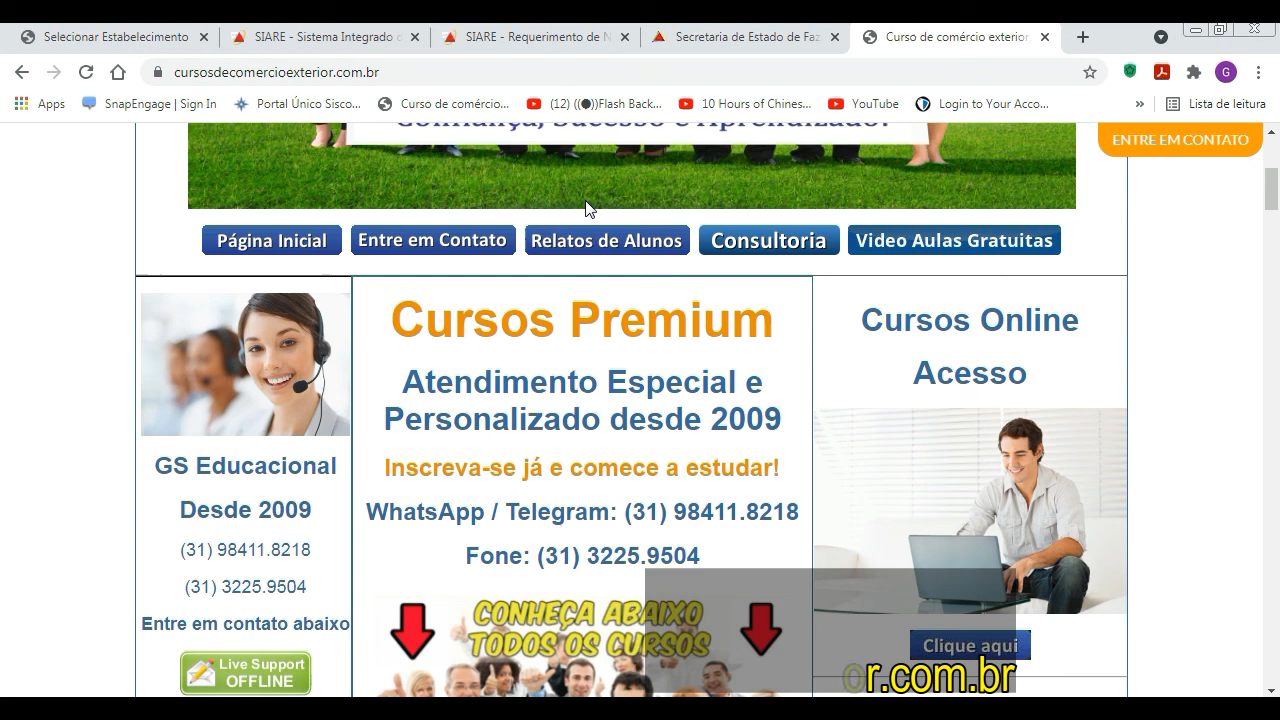 Selecionar Estabelecimento
SIARE - Sistema Integrado
SIARE - Requerimento de N
Secretaria de Estado de Faz
Curso de comércio exterior,
cursosdecomercioexterior.com.br
G
Apps
SnapEngage | Sign In
Portal Único Sisco...
Curso de comércio...
(12) ((●))Flash Back...
10 Hours of Chines...
YouTube
Login to Your Acco...
»
Lista de leitura
Confiança, Sucesso e Aprendizado!
ENTRE EM CONTATO
Página Inicial
Entre em Contato
Relatos de Alunos
Consultoria
Video Aulas Gratuitas
GS Educacional
Desde 2009
(31) 98411.8218
(31) 3225.9504
Entre em contato abaixo
Live Support
OFFLINE
Cursos Premium
Atendimento Especial e
Personalizado desde 2009
Inscreva-se já e comece a estudar!
WhatsApp / Telegram: (31) 98411.8218
Fone: (31) 3225.9504
CONHEÇA ABAIXO
TODOS OS CURSOS
Cursos Online
Acesso
Clique aqui
or.com.br